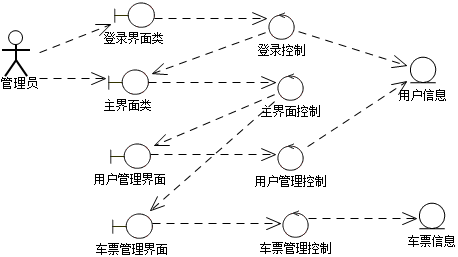 登录界面类
登录控制
管理员
主界面类
主界面控制
用户信息
用户管理界面
用户管理控制
车票管理界面
车票管理控制
车票信息